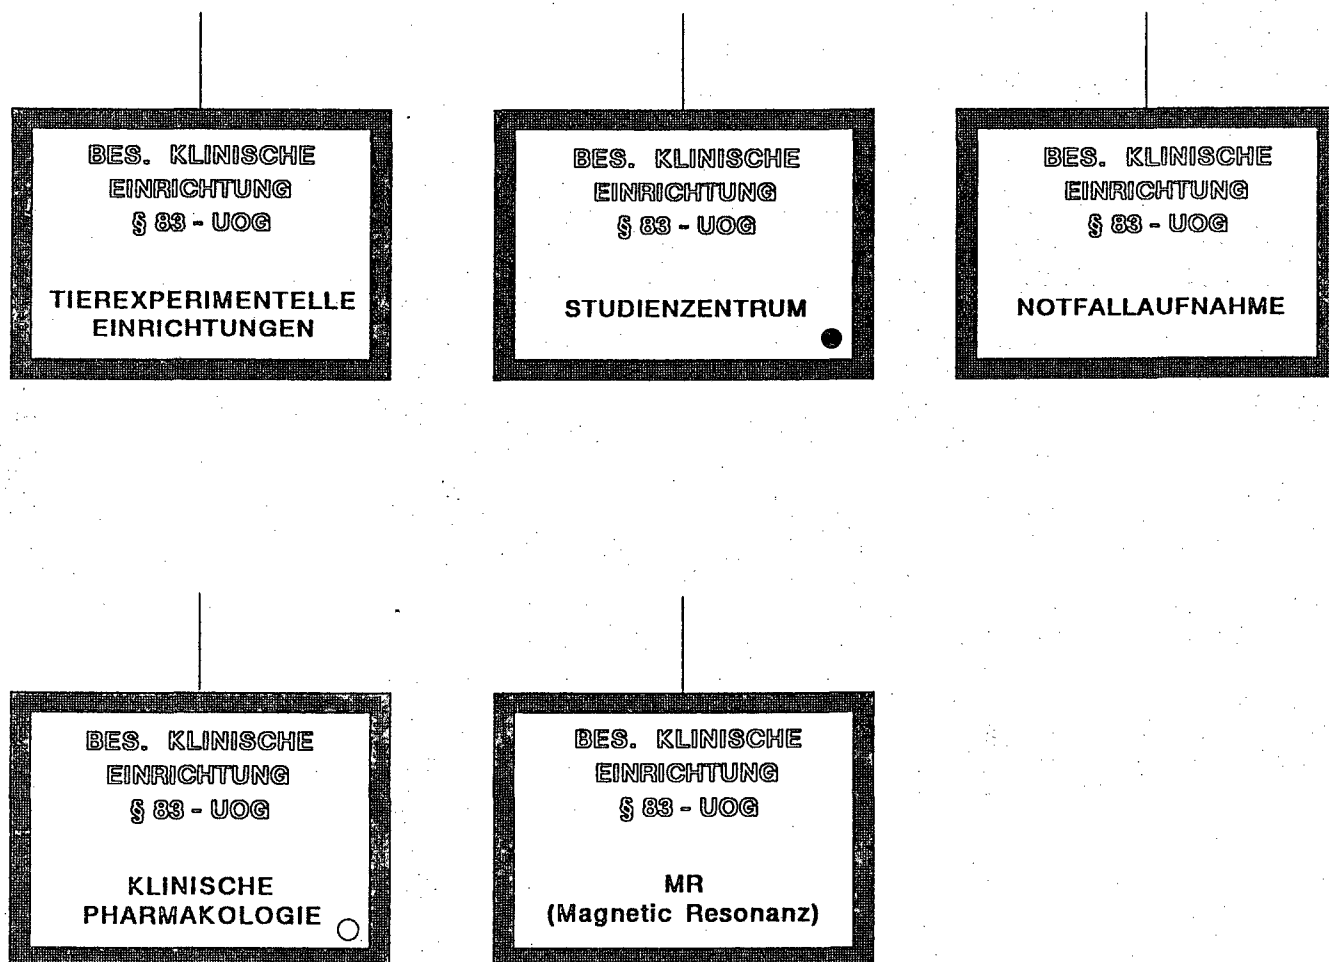 BES. KLINISCHE
EINRICHTUNG
§ 83 - UOG
TIEREXPERIMENTELLE
EINRICHTUNGEN
BES. KLINISCHE
EINRICHTUNG
§ 83 - UOG
STUDIENZENTRUM
BES. KLINISCHE
EINRICHTUNG
§ 83 - UOG
NOTFALLAUFNAHME
BES. KLINISCHE
EINRICHTUNG
§ 83 - UOG
KLINISCHE
PHARMAKOLOGIE
BES. KLINISCHE
EINRICHTUNG
§ 83 - UOG
MR
(Magnetic Resonanz)